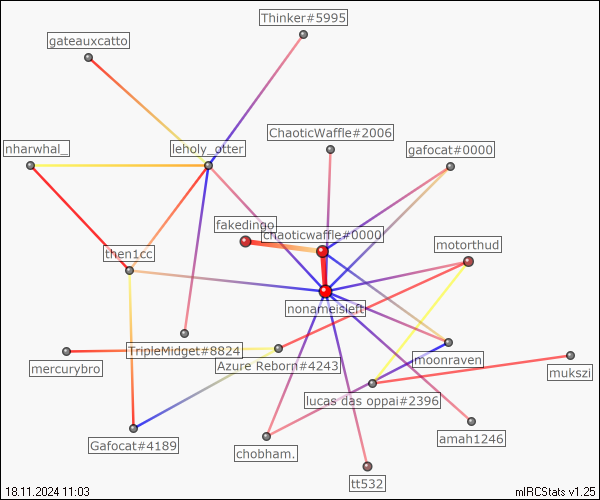 Thinker#5995
gateauxcatto
ChaoticWaffle#2006
nharwhal_
leholy_otter
gafocat#0000
fakedingo
chaoticwaffle#0000
motorthud
then1cc
nonameisleft
TripleMidget#8824
moonraven
mercurybro
Azure Reborn#4243
mukszi
lucas das oppai#2396
Gafocat#4189
amah1246
chobham.
tt532
18.11.2024 11:03
mIRCStats v1.25